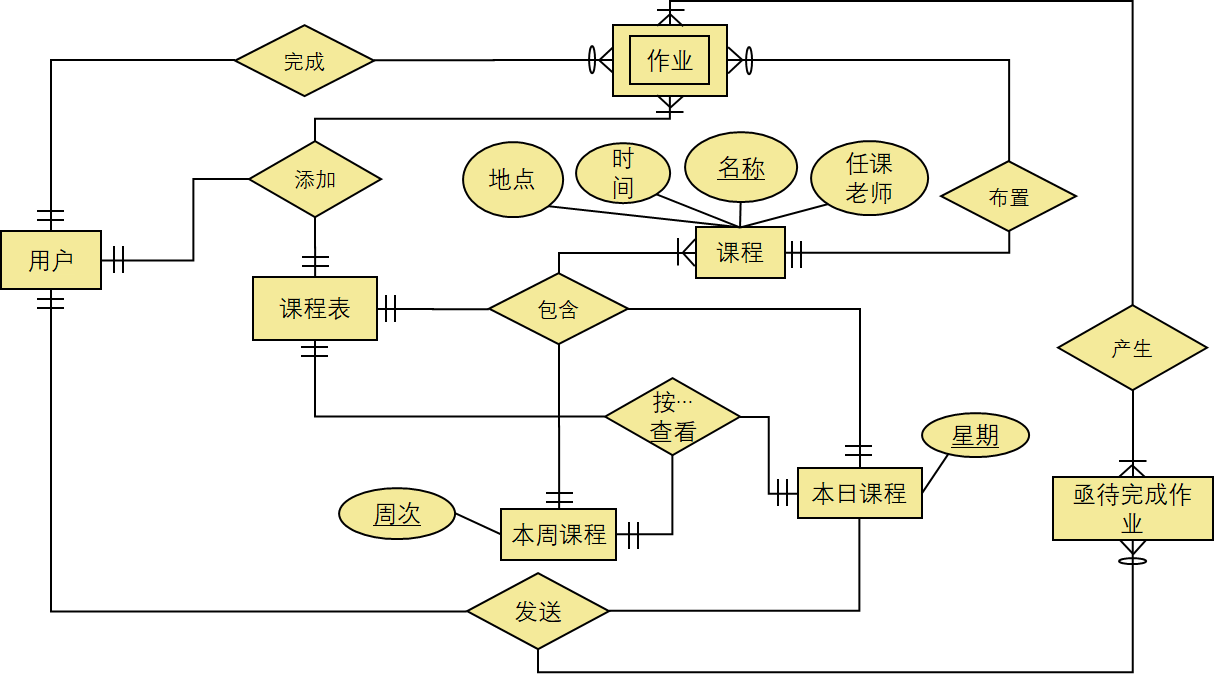 完成
作业
添加
地点
时
间
名称
任课
老师
布置
用户
课程
课程表
包含
产生
按…
查看
星期
本日课程
亟待完成作
业
周次
本周课程
发送